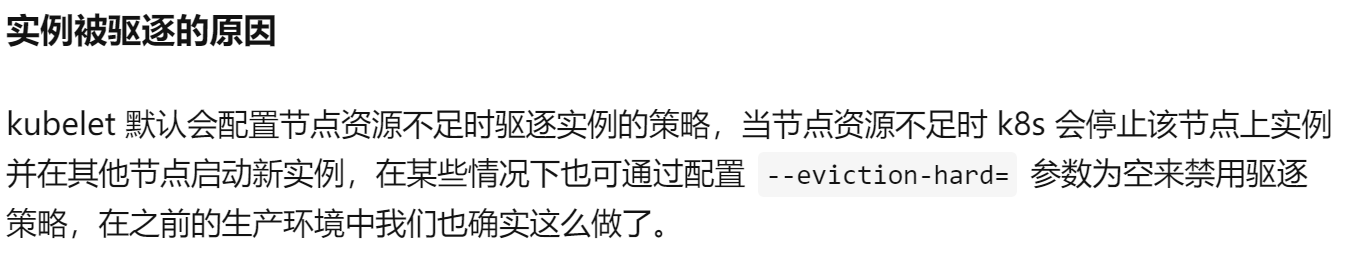 实例被驱逐的原因
kubelet 默认会配置节点资源不足时驱逐实例的策略，当节点资源不足时 k8s 会停止该节点上实例
并在其他节点启动新实例，在某些情况下也可通过配置 --eviction-hard= 参数为空来禁用驱逐
策略，在之前的生产环境中我们也确实这么做了。